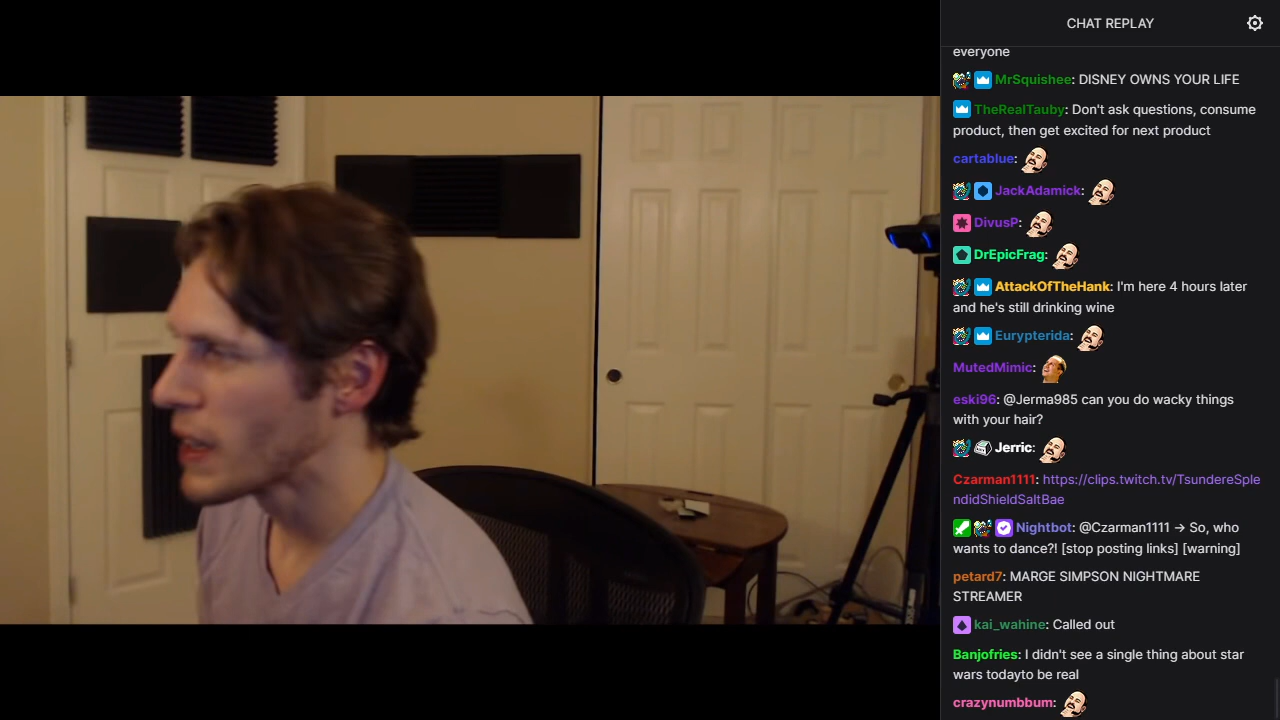 CHAT REPLAY
everyone
MrSquishee: DISNEY OWNS YOUR LIFE
TheRealTauby: Don't ask questions, consume
product, then get excited for next product
cartablue:
JackAdamick:
DivusP:
DrEpicFrag:
AttackOfTheHank: I'm here 4 hours later
and he's still drinking wine
Eurypterida:
MutedMimic:
eski96: @Jerma985 can you do wacky things
with your hair?
Jerric:
Czarman1111: https://clips.twitch.tv/TsundereSple
ndidShieldSaltBae
Nightbot: @Czarman1111 → So, who
wants to dance?! [stop posting links] [warning]
petard7: MARGE SIMPSON NIGHTMARE
STREAMER
kai_wahine: Called out
Banjofries: I didn't see a single thing about star
wars todayto be real
crazynumbbum: